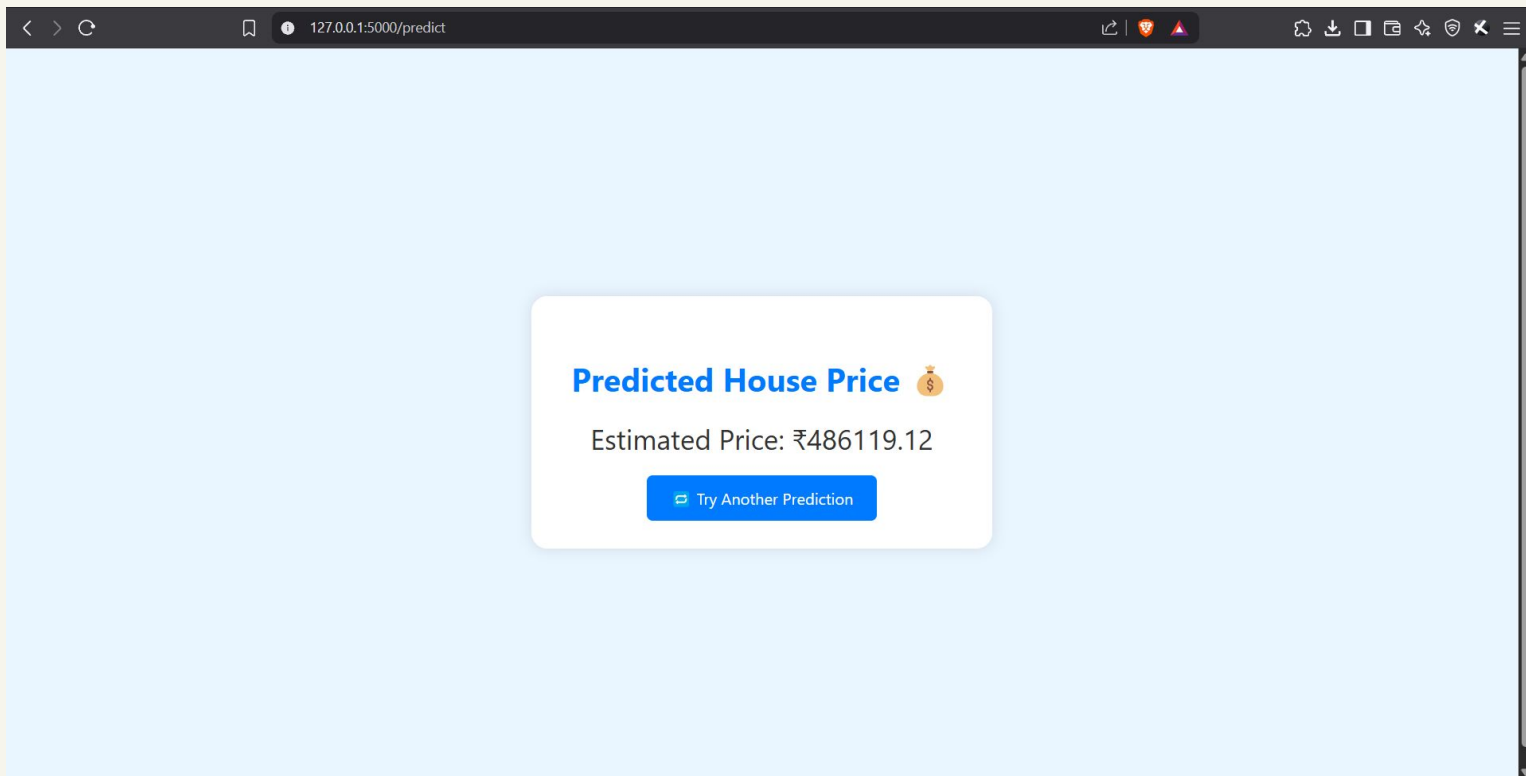 127.0.0.1:5000/predict
Predicted House Price 💰
Estimated Price: ₹486119.12
🔁 Try Another Prediction